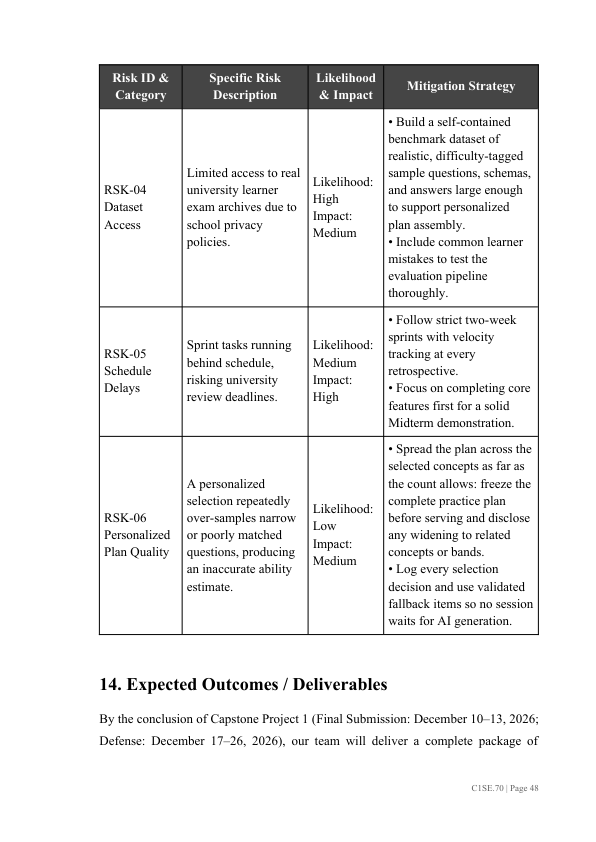 Risk ID &
Category
Specific Risk
Description
Likelihood
& Impact
Mitigation Strategy
RSK-04
Dataset
Access
Limited access to real
university learner
exam archives due to
school privacy
policies.
Likelihood:
High
Impact:
Medium
• Build a self-contained
benchmark dataset of
realistic, difficulty-tagged
sample questions, schemas,
and answers large enough
to support personalized
plan assembly.
• Include common learner
mistakes to test the
evaluation pipeline
thoroughly.
RSK-05
Schedule
Delays
Sprint tasks running
behind schedule,
risking university
review deadlines.
Likelihood:
Medium
Impact:
High
• Follow strict two-week
sprints with velocity
tracking at every
retrospective.
• Focus on completing core
features first for a solid
Midterm demonstration.
RSK-06
Personalized
Plan Quality
A personalized
selection repeatedly
over-samples narrow
or poorly matched
questions, producing
an inaccurate ability
estimate.
Likelihood:
Low
Impact:
Medium
• Spread the plan across the
selected concepts as far as
the count allows: freeze the
complete practice plan
before serving and disclose
any widening to related
concepts or bands.
• Log every selection
decision and use validated
fallback items so no session
waits for AI generation.
14. Expected Outcomes / Deliverables
By the conclusion of Capstone Project 1 (Final Submission: December 10–13, 2026;
Defense: December 17–26, 2026), our team will deliver a complete package of
C1SE.70 | Page 48